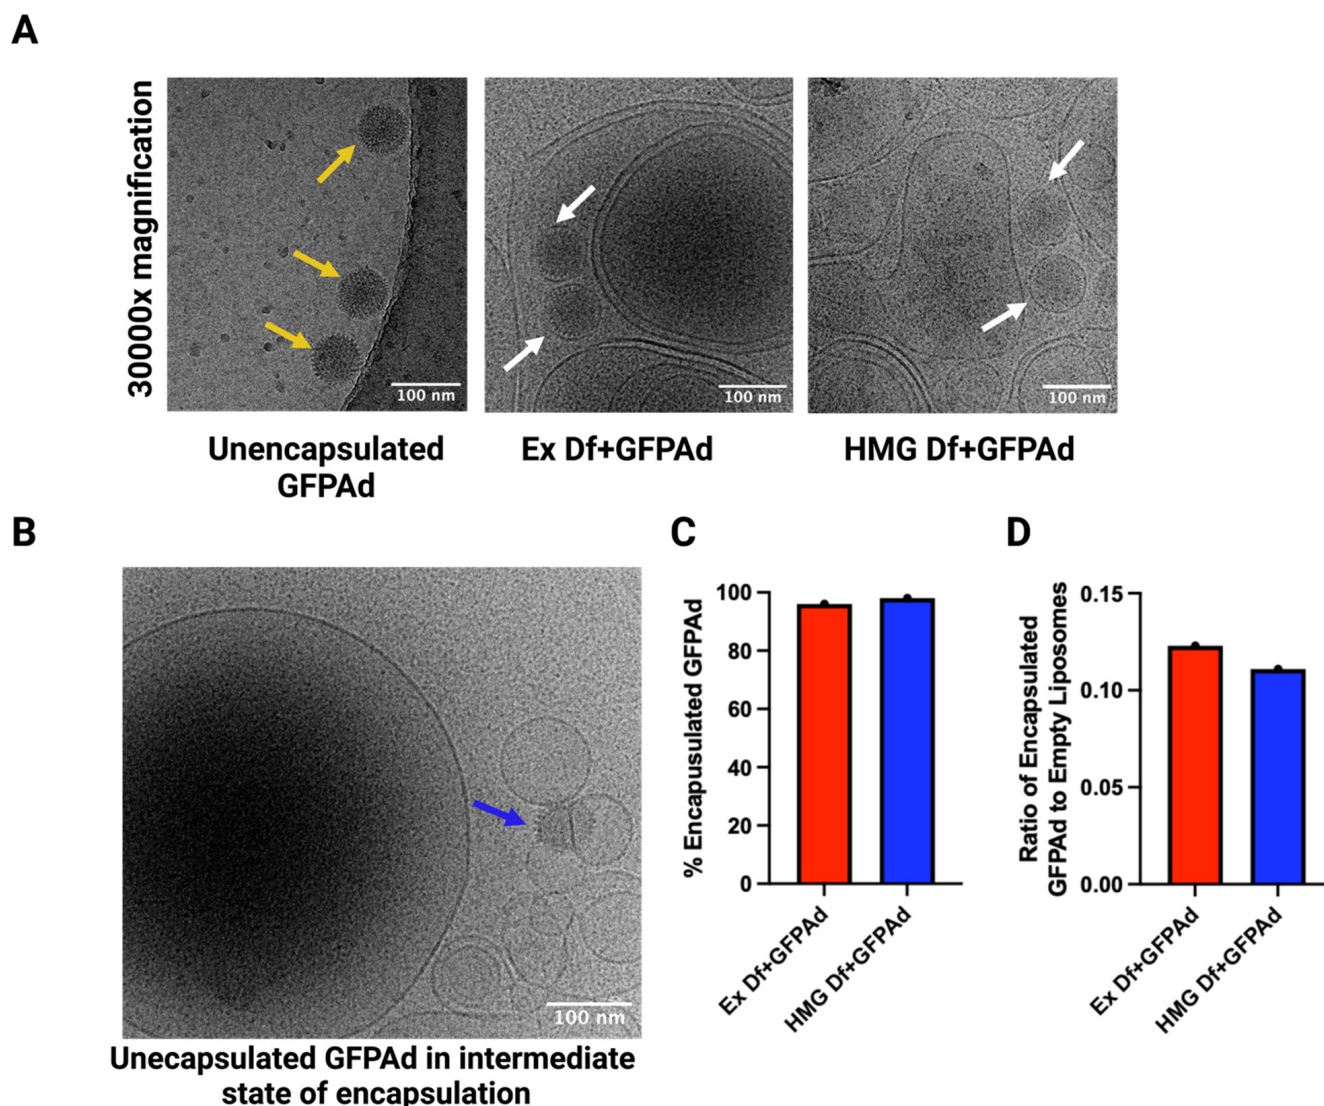 A
30000x magnification
100 nm
100 nm
100 nm
Unencapsulated
GFPAd
Ex Df+GFPAd
HMG Df+GFPAd
B
100 nm
Unecapsulated GFPAd in intermediate
state of encapsulation
C
% Encapusulated GFPAd
100
80
60
40
20
0
Ex Df+GFPAd
HMG Df+GFPAd
D
Ratio of Encapsulated
GFPAd to Empty Liposomes
0.15
0.10
0.05
0.00
Ex Df+GFPAd
HMG Df+GFPAd